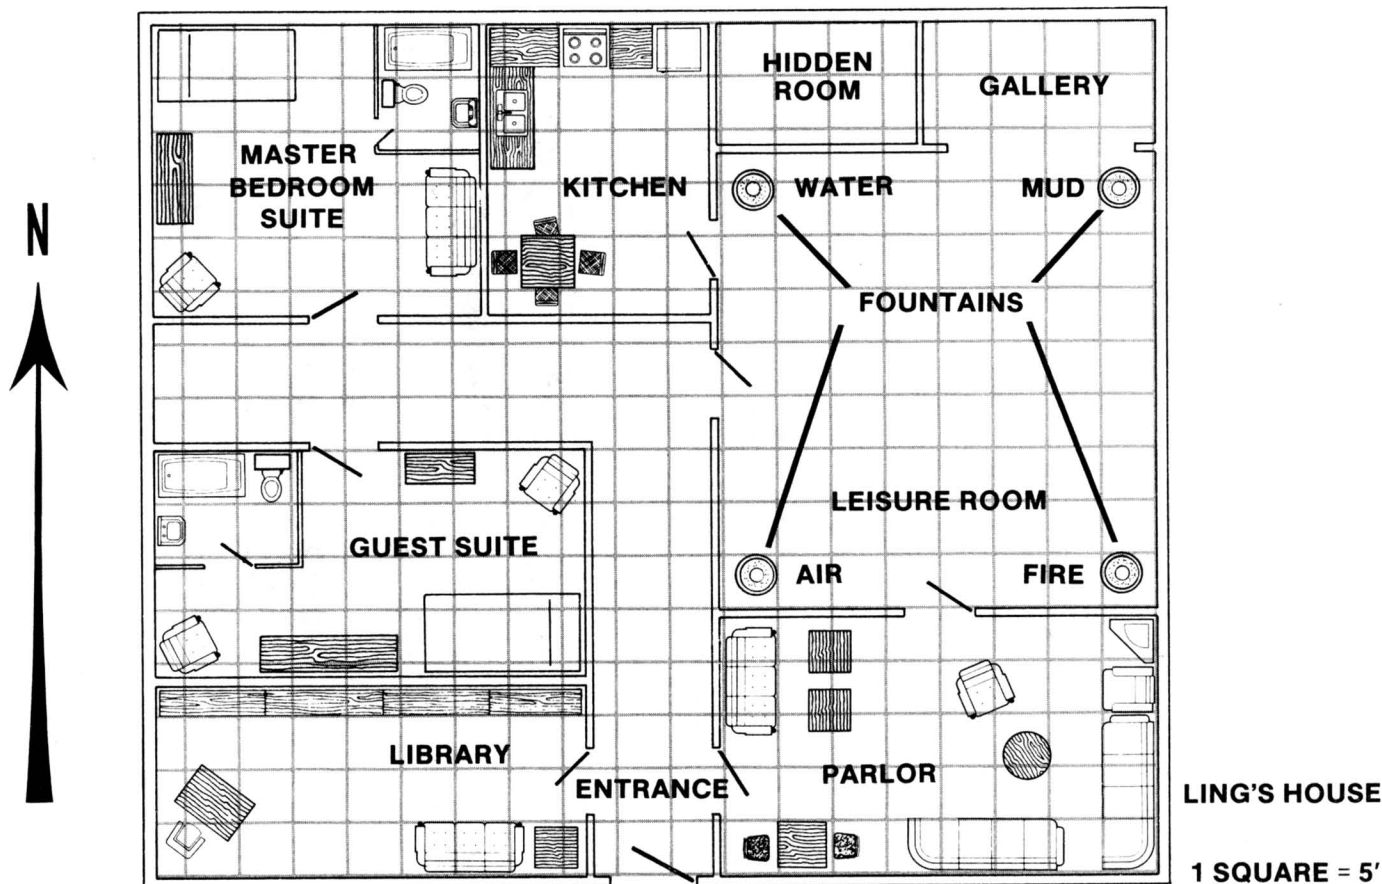 HIDDEN
ROOM
GALLERY
MASTER
BEDROOM
SUITE
KITCHEN
WATER
MUD
N
FOUNTAINS
LEISURE ROOM
GUEST SUITE
AIR
FIRE
LIBRARY
ENTRANCE
PARLOR
LING'S HOUSE
1 SQUARE = 5'